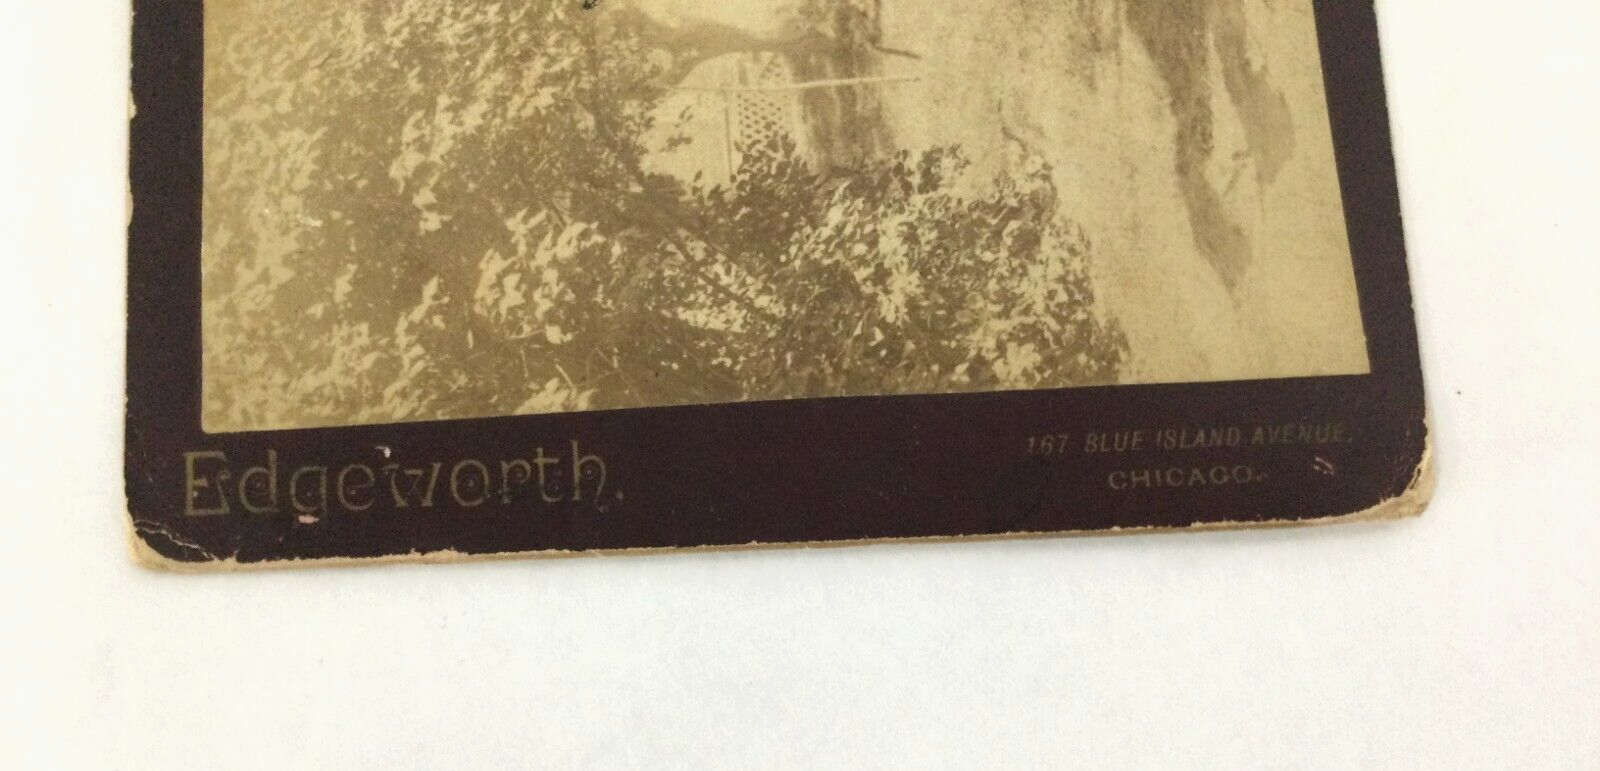 Edgeworth.
167 BLUE ISLAND AVENUE.
CHICAGO.